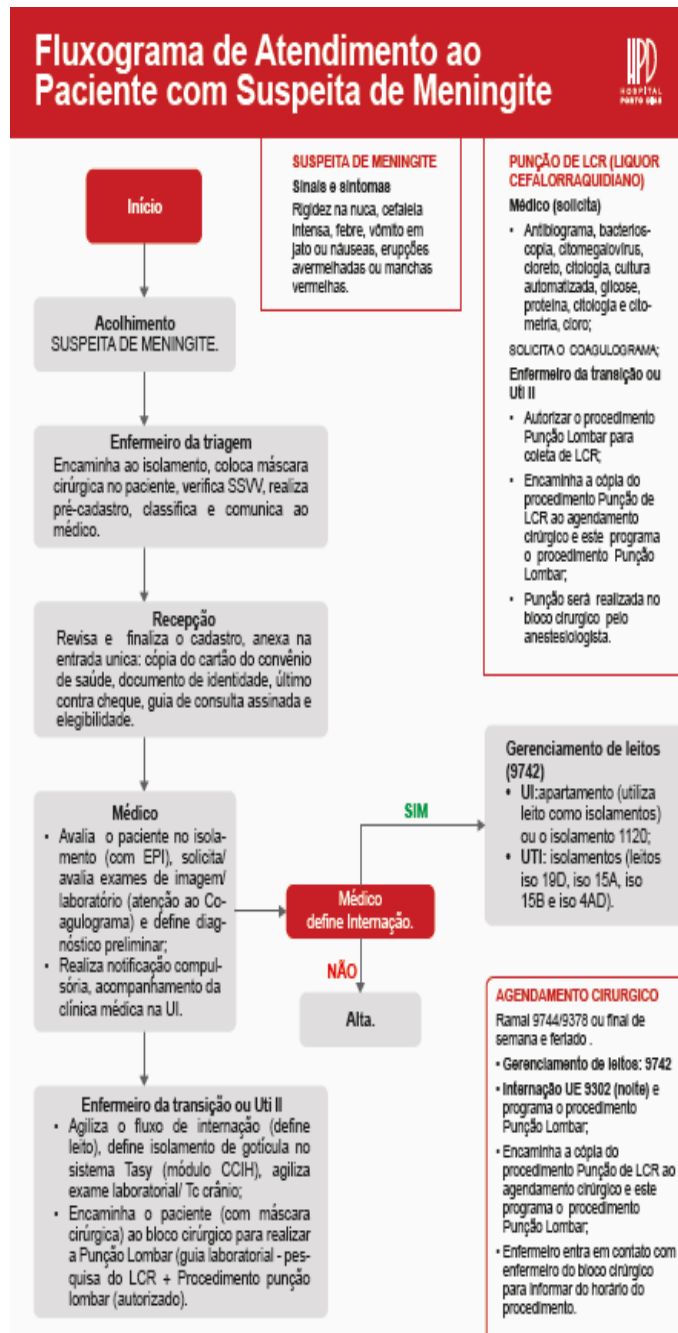 Fluxograma de Atendimento ao
Paciente com Suspeita de Meningite
HPD
HOSPITAL
PORTO DIAS
Início
Acolhimento
SUSPEITA DE MENINGITE.
Enfermeiro da triagem
Encaminha ao isolamento, coloca máscara
cirúrgica no paciente, verifica SSVV, realiza
pré-cadastro, classifica e comunica ao
médico.
Recepção
Revisa e finaliza o cadastro, anexa na
entrada unica: cópia do cartão do convênio
de saúde, documento de identidade, último
contra cheque, guia de consulta assinada e
elegibilidade.
Médico
• Avalia o paciente no isola-
mento (com EPI), solicita/
avalia exames de imagem/
laboratório (atenção ao Co-
agulograma) e define diag-
nóstico preliminar;
• Realiza notificação compul-
sória, acompanhamento da
clínica médica na UI.
Enfermeiro da transição ou Uti II
• Agiliza o fluxo de internação (define
leito), define isolamento de gotícula no
sistema Tasy (módulo CCIH), agiliza
exame laboratorial/ Tc crânio;
• Encaminha o paciente (com máscara
cirúrgica) ao bloco cirúrgico para realizar
a Punção Lombar (guia laboratorial - pes-
quisa do LCR + Procedimento punção
lombar (autorizado).
Médico
define Internação.
SIM
NÃO
Alta.
SUSPEITA DE MENINGITE
Sinais e sintomas
Rigidez na nuca, cefaleia
intensa, febre, vômito em
jato ou náuseas, erupções
avermelhadas ou manchas
vermelhas.
PUNÇÃO DE LCR (LIQUOR
CEFALORRAQUIDIANO)
Médico (solicita)
• Antibiograma, bacterios-
copia, citomegalovírus,
cloreto, citologia, cultura
automatizada, glicose,
proteína, citologia e cito-
metria, cloro;
SOLICITA O COAGULOGRAMA;
Enfermeiro da transição ou
Uti II
• Autorizar o procedimento
Punção Lombar para
coleta de LCR;
• Encaminha a cópia do
procedimento Punção de
LCR ao agendamento
cirúrgico e este programa
o procedimento Punção
Lombar;
• Punção será realizada no
bloco cirurgico pelo
anestesiologista.
Gerenciamento de leitos
(9742)
• UI:apartamento (utiliza
leito como isolamentos)
ou o isolamento 1120;
• UTI: isolamentos (leitos
iso 19D, iso 15A, iso
15B e iso 4AD).
AGENDAMENTO CIRURGICO
Ramal 9744/9378 ou final de
semana e feriado .
• Gerenciamento de leitos: 9742
• Internação UE 9302 (noite) e
programa o procedimento
Punção Lombar;
• Encaminha a cópia do
procedimento Punção de LCR ao
agendamento cirúrgico e este
programa o procedimento
Punção Lombar;
• Enfermeiro entra em contato com
enfermeiro do bloco cirúrgico
para informar do horário do
procedimento.